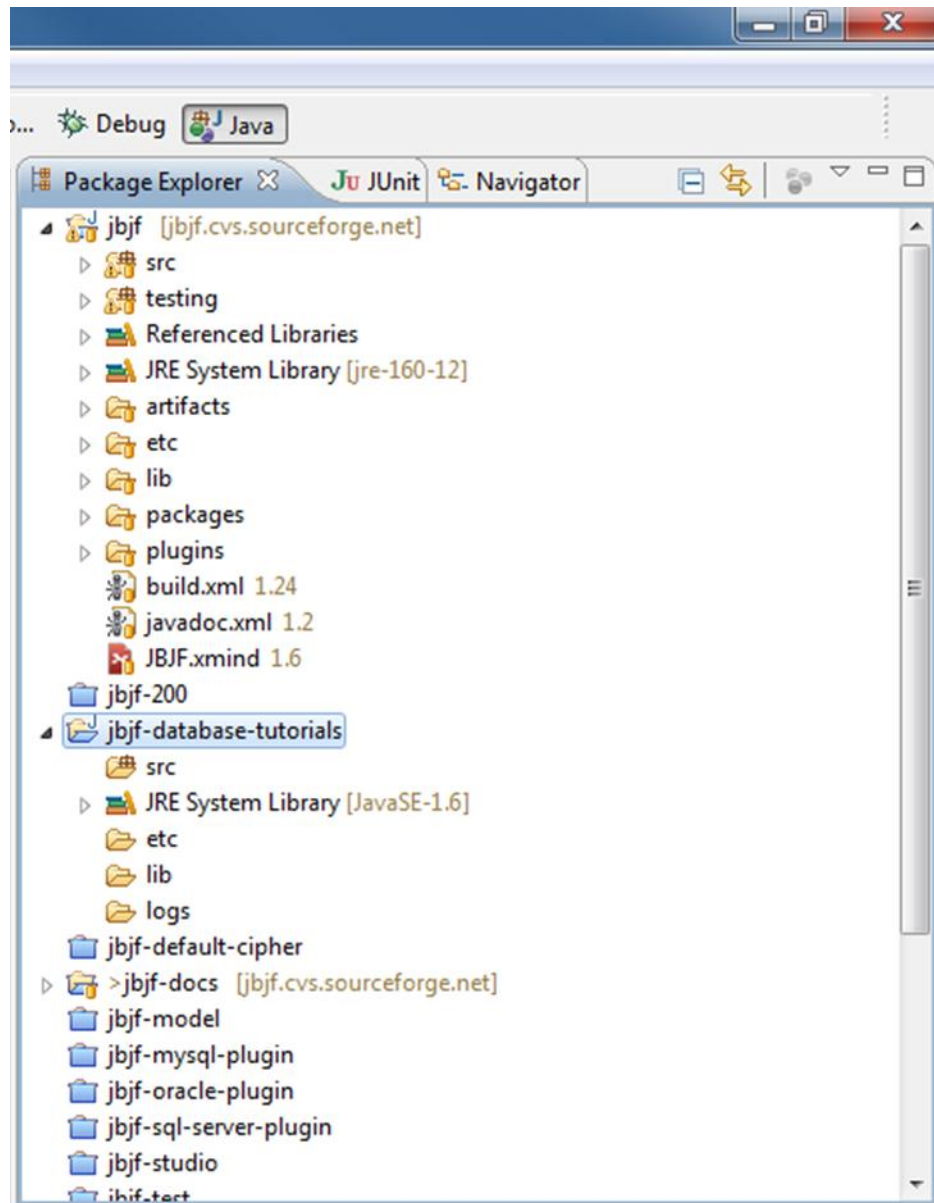 ... Debug Java
Package Explorer JUnit Navigator
jbjf [jbjf.cvs.sourceforge.net]
src
testing
Referenced Libraries
JRE System Library [jre-160-12]
artifacts
etc
lib
packages
plugins
build.xml 1.24
javadoc.xml 1.2
JBJF.xmind 1.6
jbjf-200
jbjf-database-tutorials
src
JRE System Library [JavaSE-1.6]
etc
lib
logs
jbjf-default-cipher
>jbjf-docs [jbjf.cvs.sourceforge.net]
jbjf-model
jbjf-mysql-plugin
jbjf-oracle-plugin
jbjf-sql-server-plugin
jbjf-studio
jbjf-test